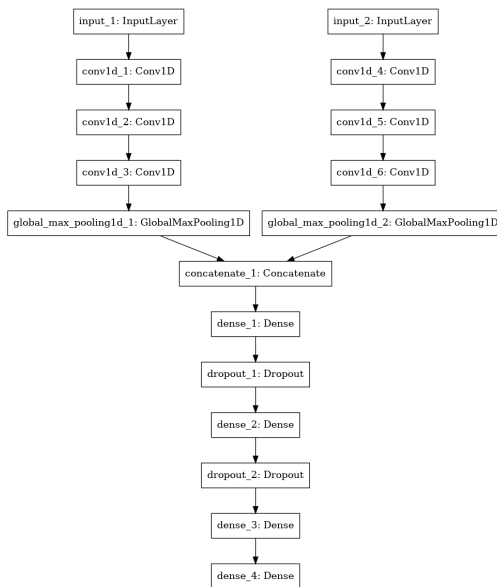 input_1: InputLayer
input_2: InputLayer
conv1d_1: Conv1D
conv1d_4: Conv1D
conv1d_2: Conv1D
conv1d_5: Conv1D
conv1d_3: Conv1D
conv1d_6: Conv1D
global_max_pooling1d_1: GlobalMaxPooling1D
global_max_pooling1d_2: GlobalMaxPooling1D
concatenate_1: Concatenate
dense_1: Dense
dropout_1: Dropout
dense_2: Dense
dropout_2: Dropout
dense_3: Dense
dense_4: Dense